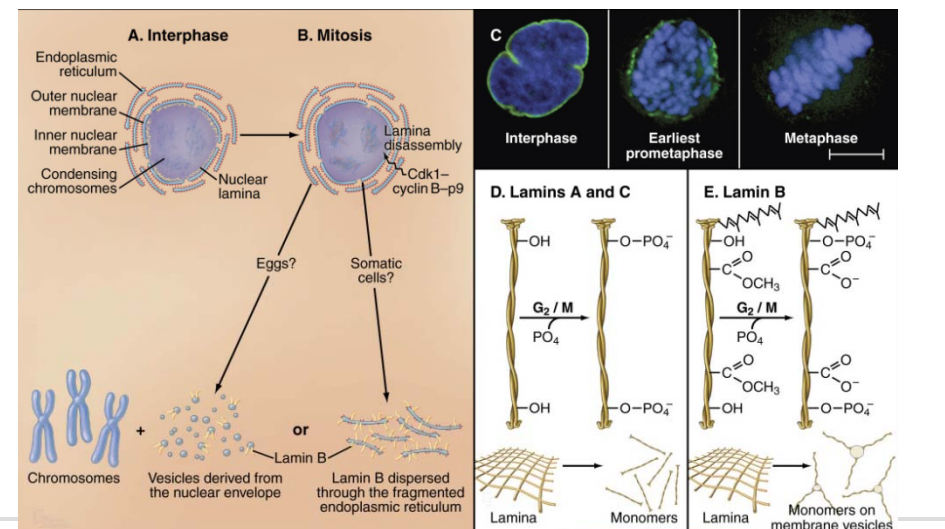 A. Interphase
B. Mitosis
Endoplasmic
reticulum
Outer nuclear
membrane
Inner nuclear
membrane
Condensing
chromosomes
Nuclear
lamina
Lamina
disassembly
Cdk1–
cyclin B–p9
Eggs?
Somatic
cells?
+
or
Lamin B
Chromosomes
Vesicles derived from
the nuclear envelope
Lamin B dispersed
through the fragmented
endoplasmic reticulum
C
Interphase
Earliest
prometaphase
Metaphase
D. Lamins A and C
OH
O–PO₄⁻
G₂ / M
PO₄
OH
O–PO₄⁻
Lamina
Monomers
E. Lamin B
OH
O–PO₄⁻
C
O
OCH₃
C
O
O⁻
G₂ / M
PO₄
C
O
OCH₃
C
O
O⁻
OH
O–PO₄⁻
Lamina
Monomers on
membrane vesicles